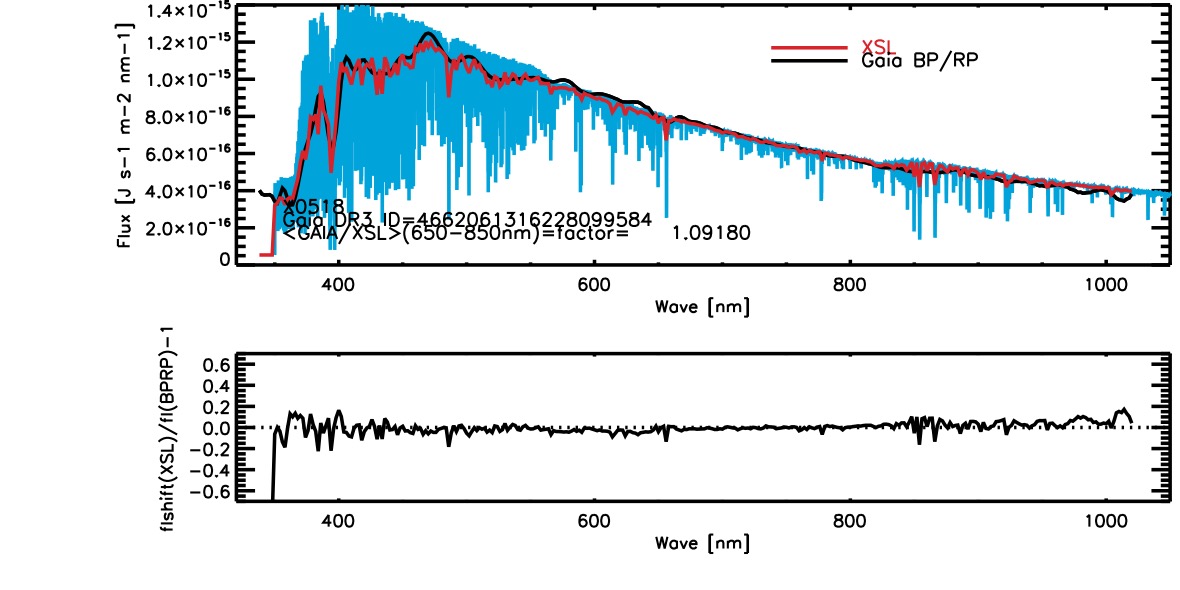 1.4×10⁻¹⁵
1.2×10⁻¹⁵
1.0×10⁻¹⁵
8.0×10⁻¹⁶
6.0×10⁻¹⁶
4.0×10⁻¹⁶
2.0×10⁻¹⁶
0
Flux [J s-1 m-2 nm-1]
XSL
Gaia BP/RP
X0518
Gaia DR3 ID=4662061316228099584
<GAIA/XSL>(650-850nm)=factor= 1.09180
400 600 800 1000
Wave [nm]
flshift(XSL)/fl(BPRP)-1
0.6
0.4
0.2
0.0
-0.2
-0.4
-0.6
400 600 800 1000
Wave [nm]